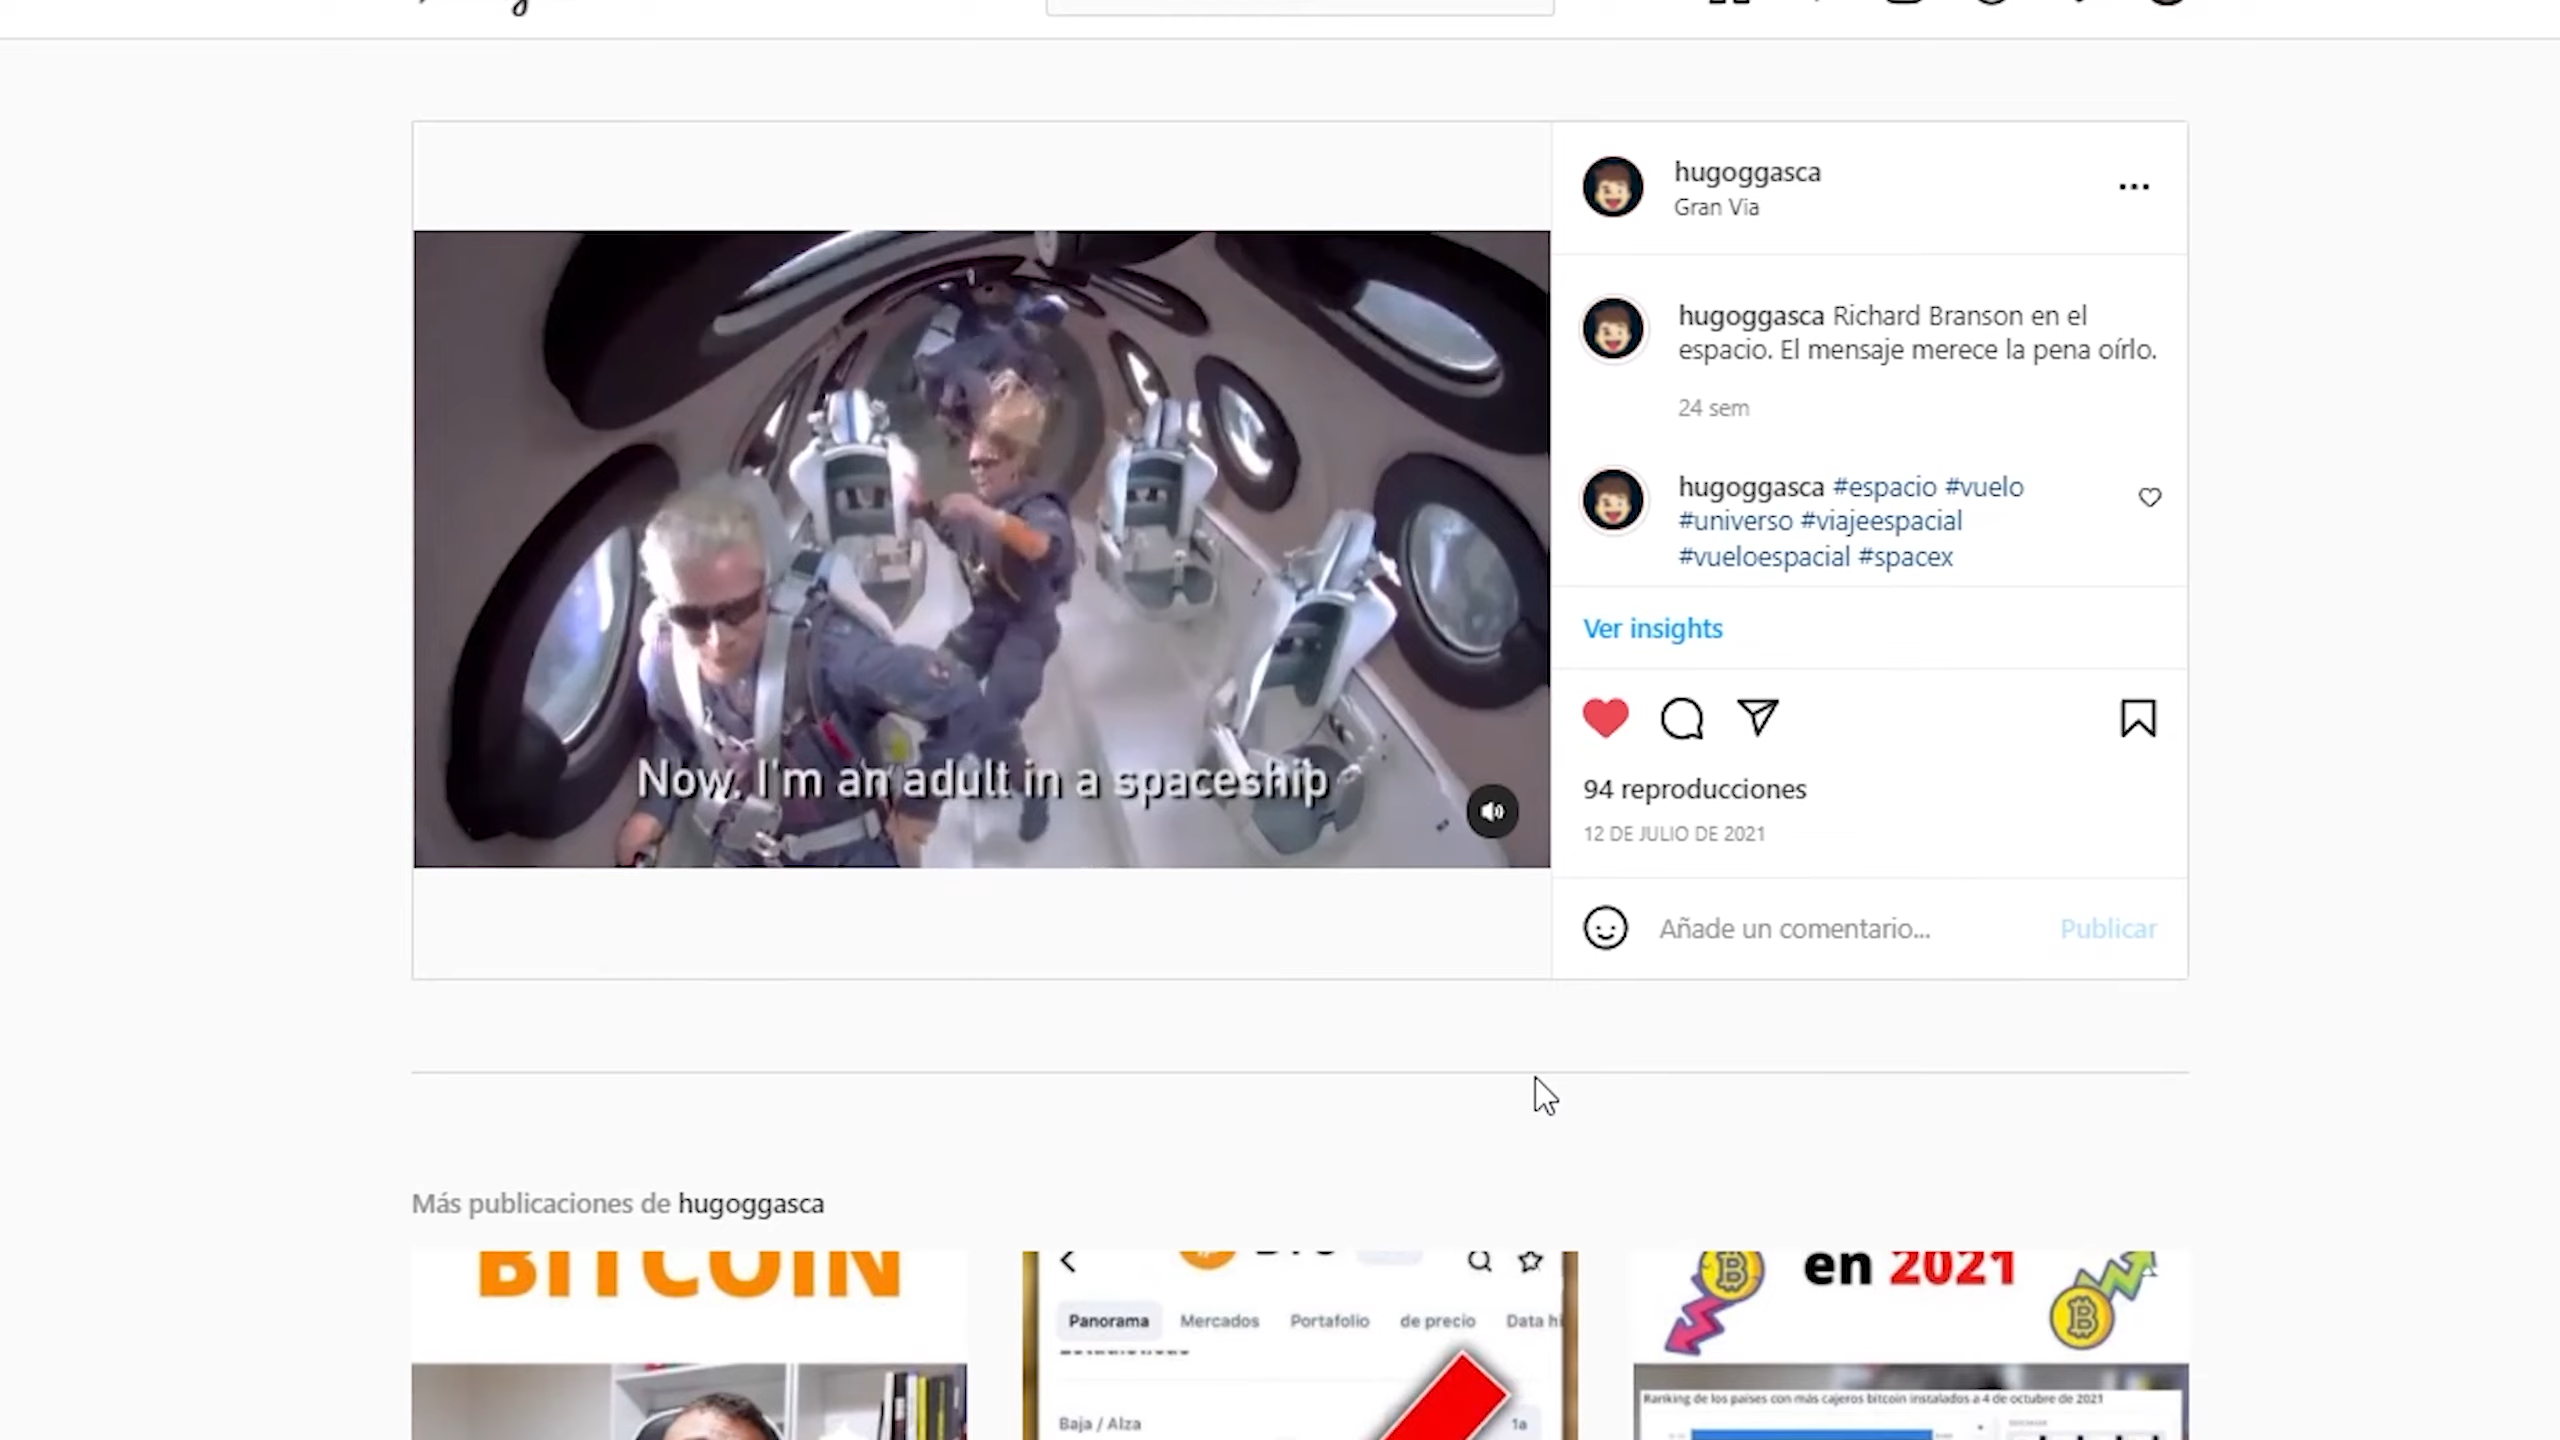 hugoggasca
Gran Via
hugoggasca Richard Branson en el
espacio. El mensaje merece la pena oírlo.
24 sem
hugoggasca #espacio #vuelo
#universo #viajeespacial
#vueloespacial #spacex
Ver insights
94 reproducciones
12 DE JULIO DE 2021
Añade un comentario... Publicar
Now, I'm an adult in a spaceship
Más publicaciones de hugoggasca
BITCOIN
Panorama Mercados Portafolio de precio Data hi
Baja / Alza 1a
en 2021
Ranking de los países con más cajeros bitcoin instalados a 4 de octubre de 2021